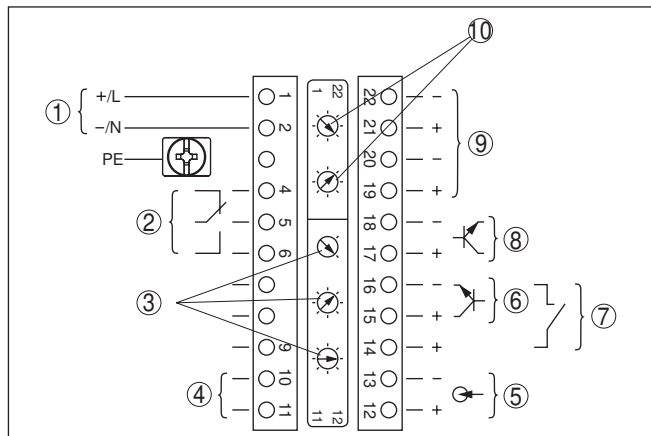 ⑩
1 22
+/L 1 22 −
① ⑨
−/N 2 21 +
PE 20 −
4 19 +
② 5 18 − ⑧
6 17 +
③ 16 − ⑥
15 + ⑦
9 14 +
④ 10 13 − ⑤
11 12 +
11 12